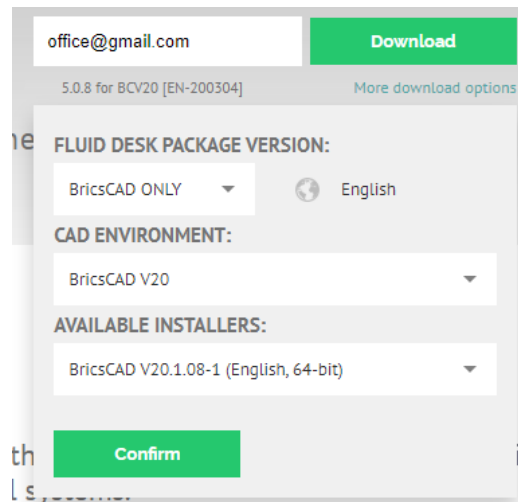 office@gmail.com Download
5.0.8 for BCV20 [EN-200304] More download options
FLUID DESK PACKAGE VERSION:
BricsCAD ONLY English
CAD ENVIRONMENT:
BricsCAD V20
AVAILABLE INSTALLERS:
BricsCAD V20.1.08-1 (English, 64-bit)
Confirm